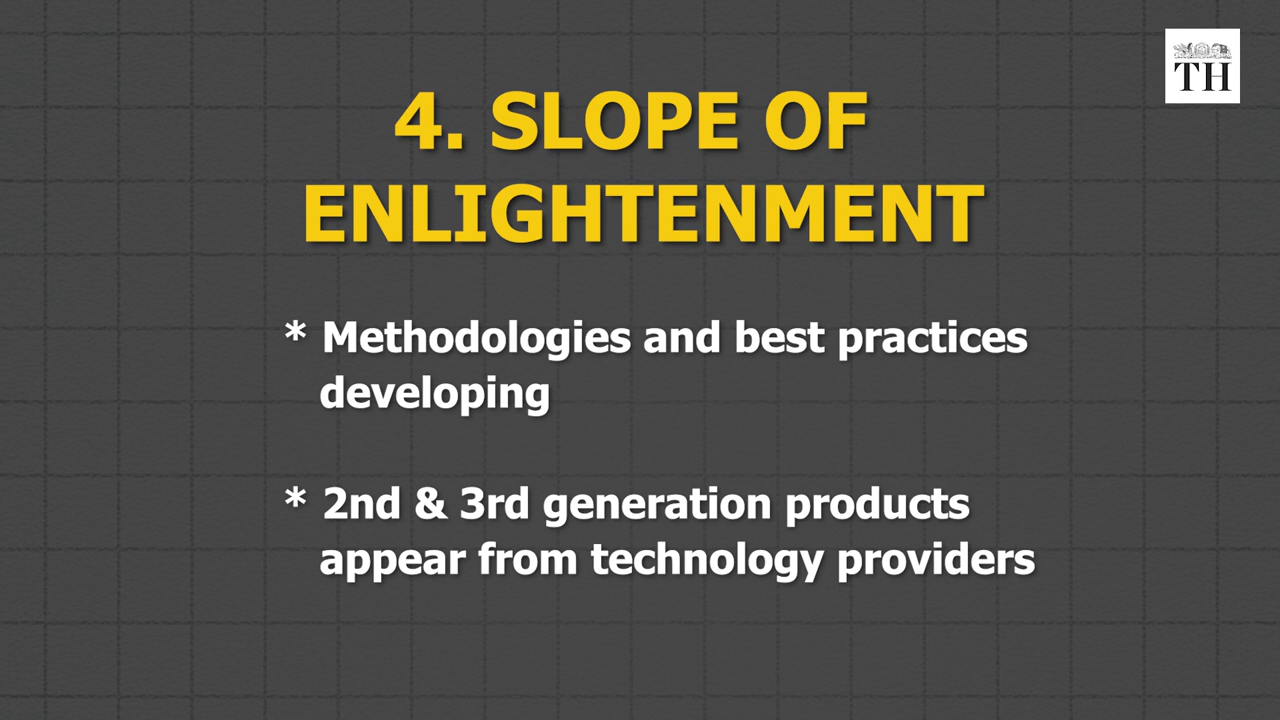 TH
4. SLOPE OF
ENLIGHTENMENT
* Methodologies and best practices
developing
* 2nd & 3rd generation products
appear from technology providers